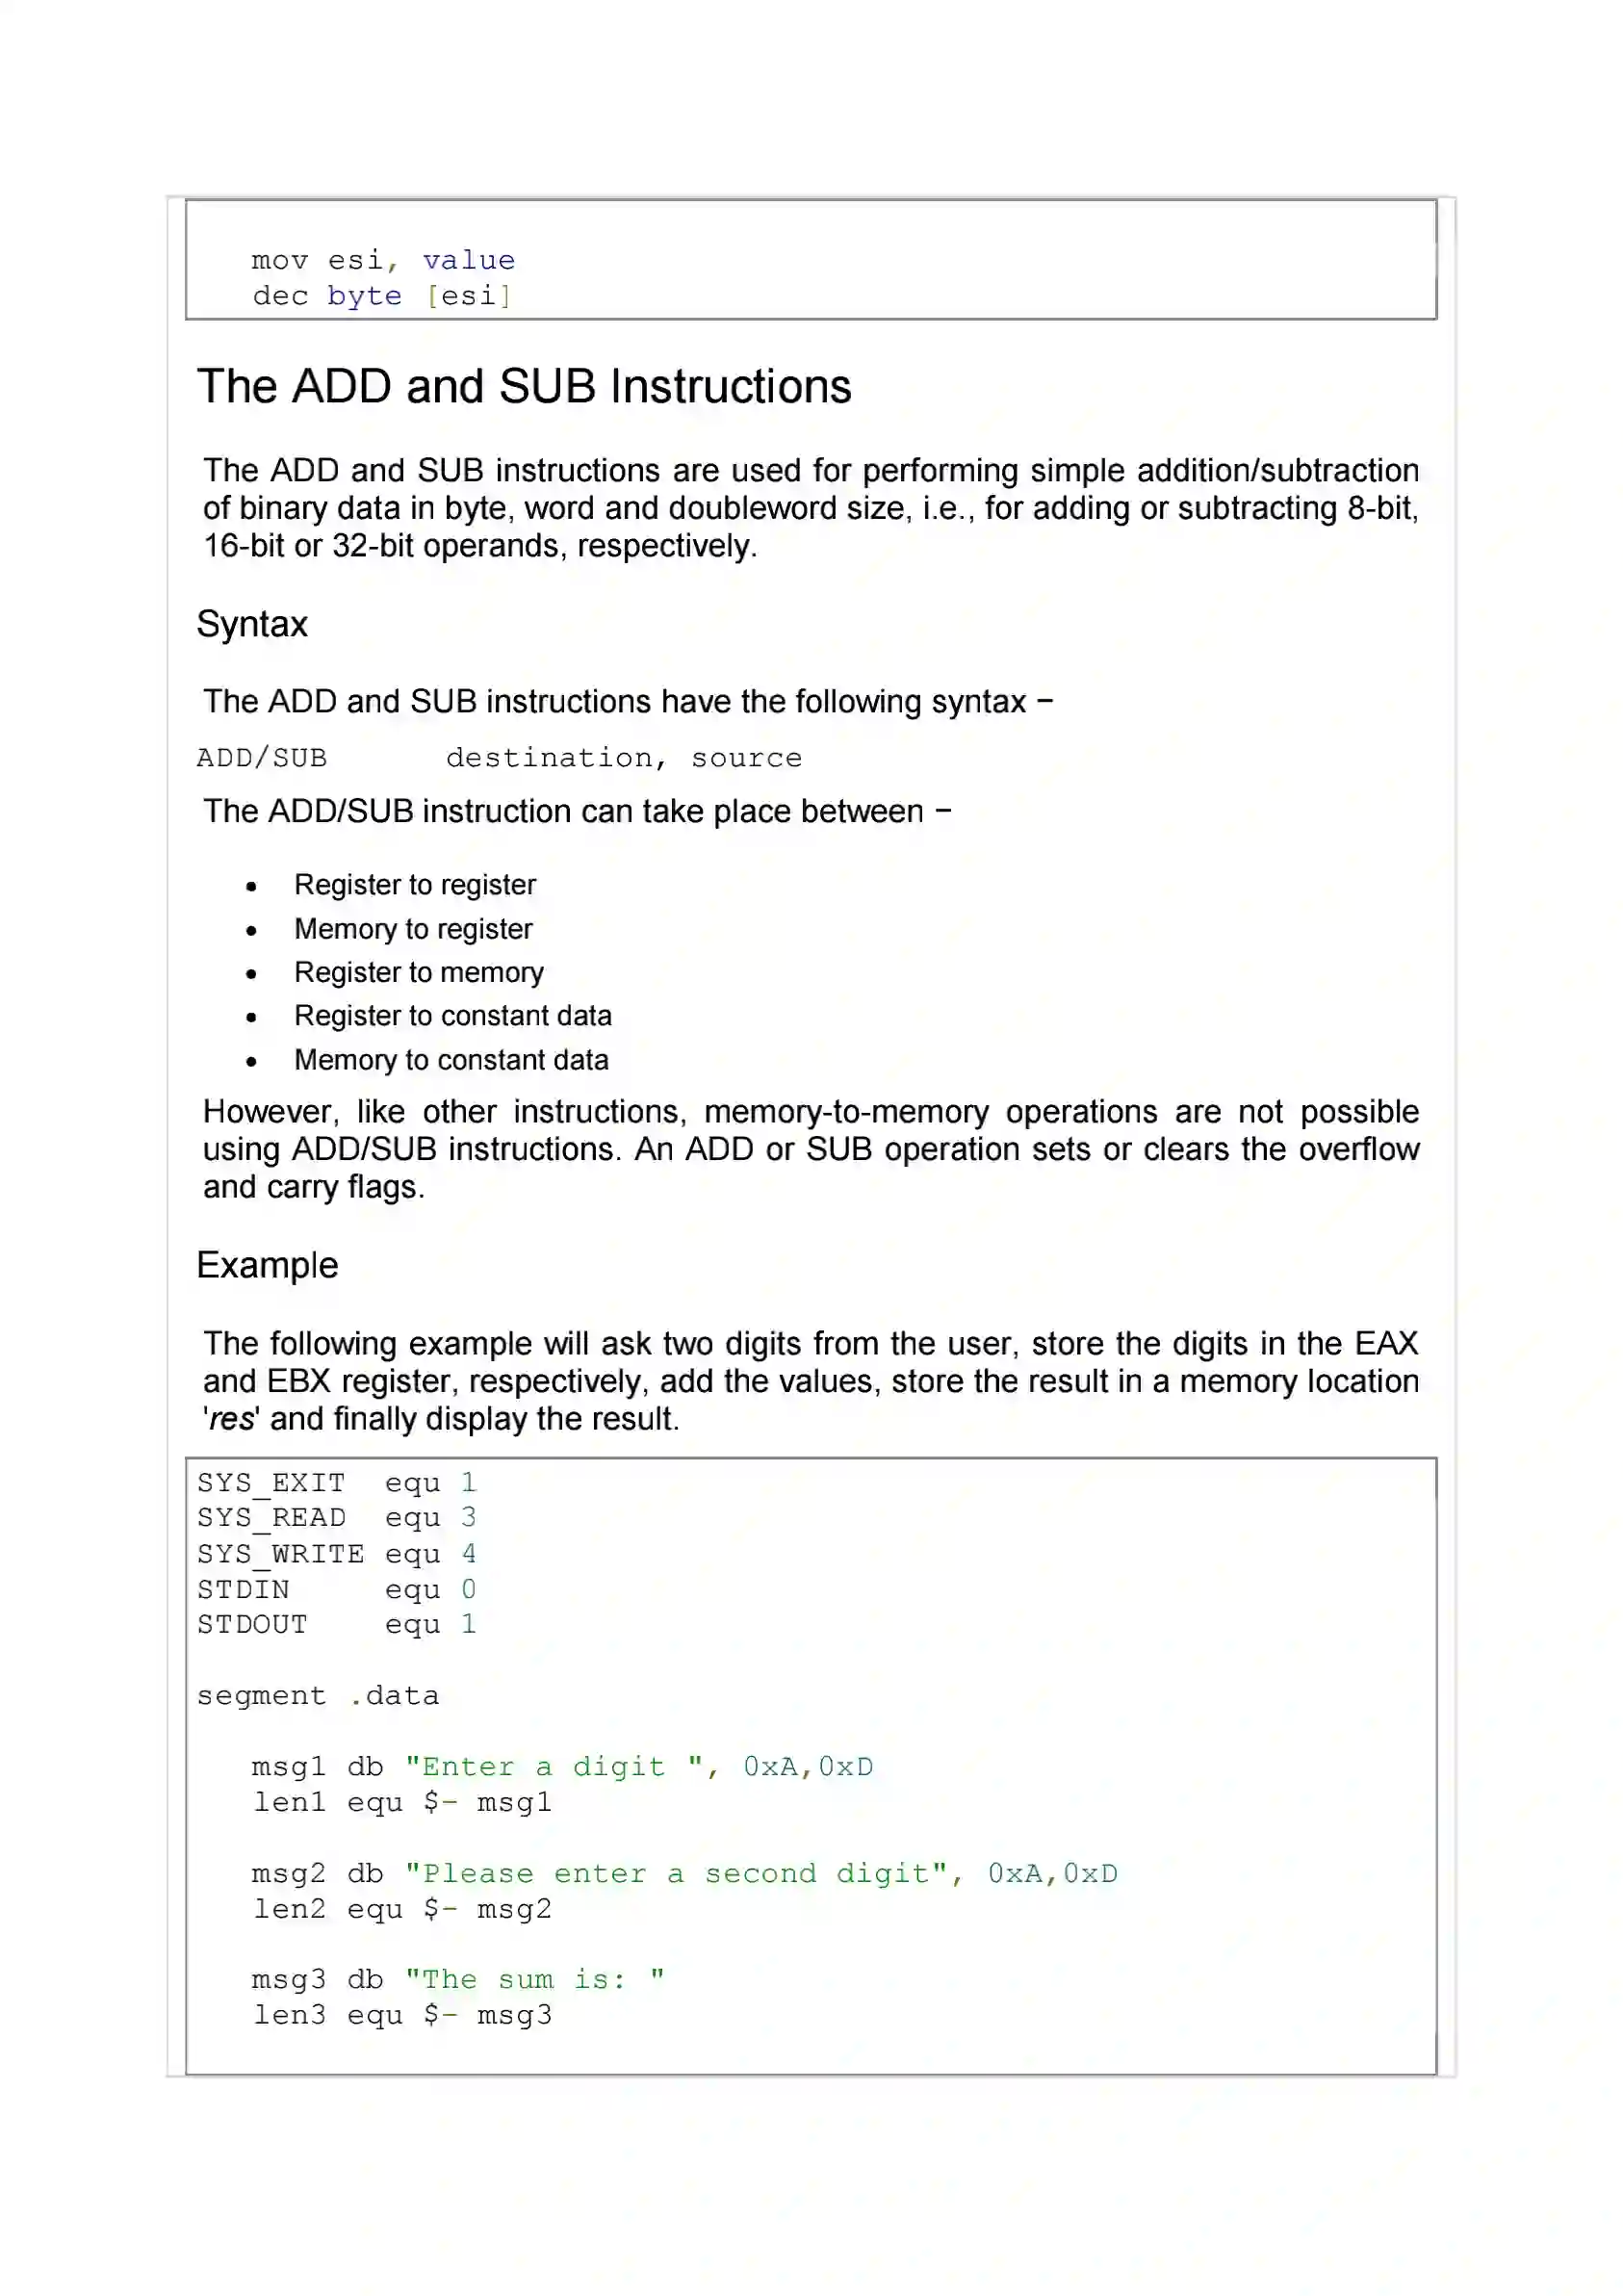 mov esi, value
dec byte [esi]
The ADD and SUB Instructions
The ADD and SUB instructions are used for performing simple addition/subtraction
of binary data in byte, word and doubleword size, i.e., for adding or subtracting 8-bit,
16-bit or 32-bit operands, respectively.
Syntax
The ADD and SUB instructions have the following syntax −
ADD/SUB      destination, source
The ADD/SUB instruction can take place between −
• Register to register
• Memory to register
• Register to memory
• Register to constant data
• Memory to constant data
However, like other instructions, memory-to-memory operations are not possible
using ADD/SUB instructions. An ADD or SUB operation sets or clears the overflow
and carry flags.
Example
The following example will ask two digits from the user, store the digits in the EAX
and EBX register, respectively, add the values, store the result in a memory location
'res' and finally display the result.
SYS_EXIT  equ 1
SYS_READ  equ 3
SYS_WRITE equ 4
STDIN     equ 0
STDOUT    equ 1
segment .data
msg1 db "Enter a digit ", 0xA,0xD
len1 equ $- msg1
msg2 db "Please enter a second digit", 0xA,0xD
len2 equ $- msg2
msg3 db "The sum is: "
len3 equ $- msg3